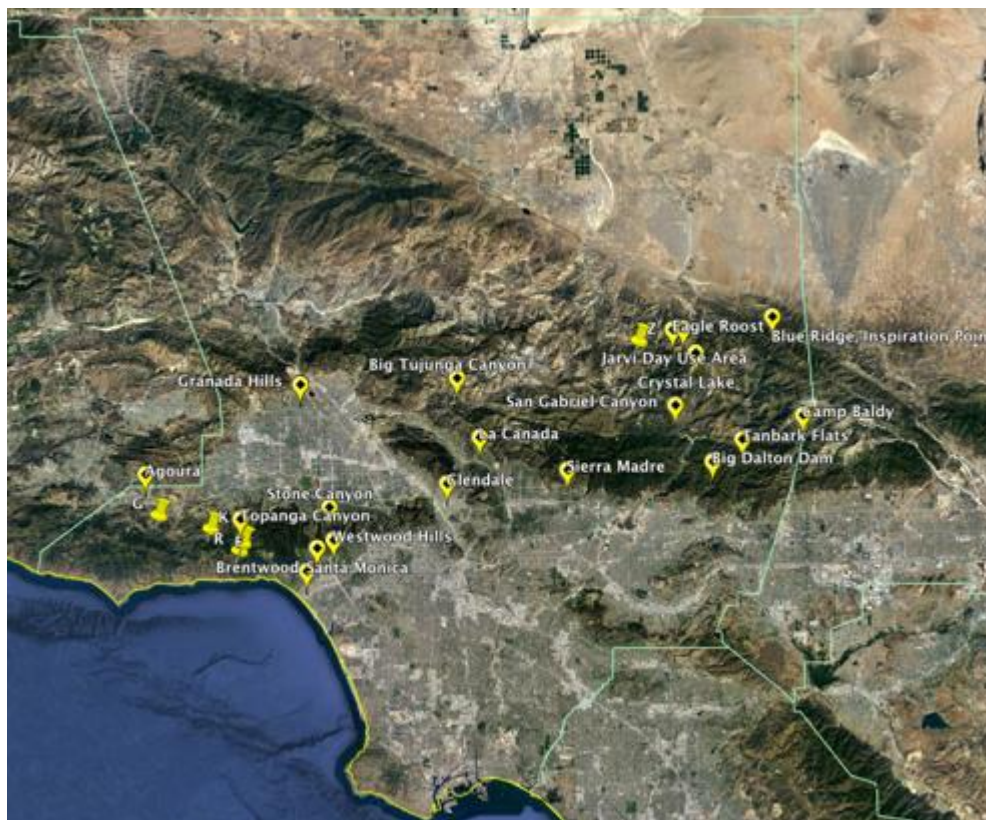 Z
Eagle Roost
Blue Ridge, Inspiration Poin
Jarvi Day Use Area
Big Tujunga Canyon
Granada Hills
Crystal Lake
San Gabriel Canyon
Camp Baldy
La Canada
Tanbark Flats
Big Dalton Dam
Sierra Madre
Agoura
Glendale
Stone Canyon
G
K
Topanga Canyon
R
E
Westwood Hills
Brentwood
Santa Monica